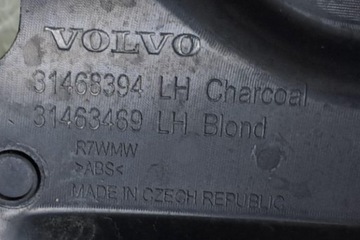 VOLVO
31468394 LH Charcoal
31463469 LH Blond
R7WMW
>ABS<
MADE IN CZECH REPUBLIC